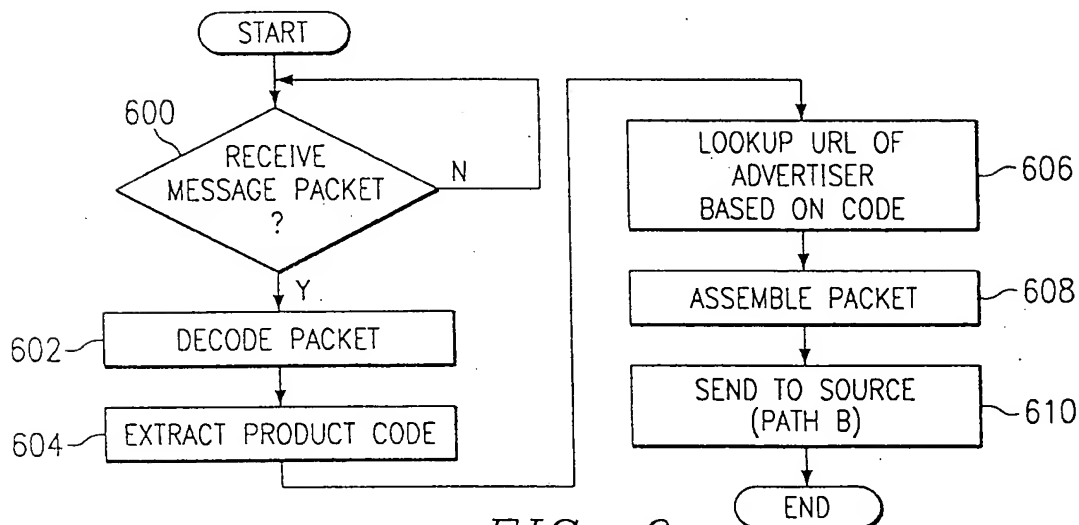 START
600
RECEIVE
MESSAGE PACKET
?
N
Y
602
DECODE PACKET
604
EXTRACT PRODUCT CODE
LOOKUP URL OF
ADVERTISER
BASED ON CODE
606
ASSEMBLE PACKET
608
SEND TO SOURCE
(PATH B)
610
END